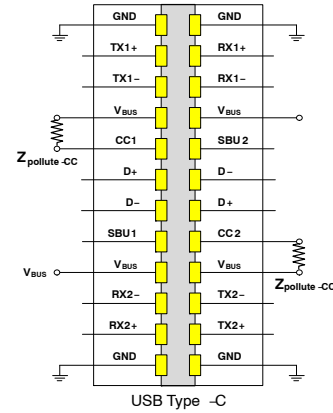 GND GND
TX1+ RX1+
TX1− RX1−
VBUS VBUS
CC1 SBU2
Zpollute -CC
D+ D−
D− D+
SBU1 CC2
VBUS VBUS VBUS
Zpollute -CC
RX2− TX2−
RX2+ TX2+
GND GND
USB Type -C